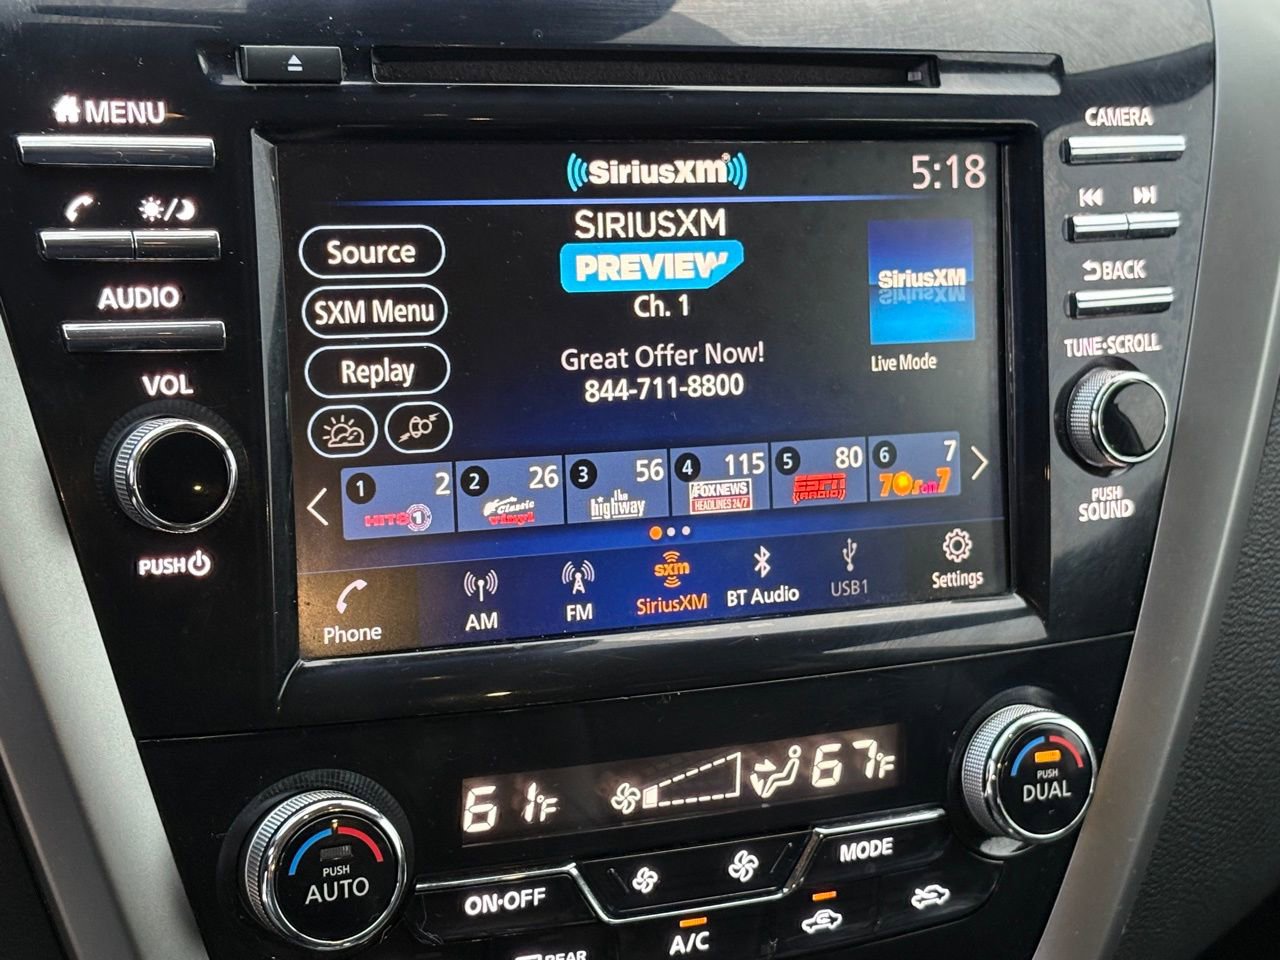 MENU
CAMERA
SiriusXM
5:18
SIRIUSXM
PREVIEW
Ch. 1
Source
SXM Menu
Replay
SiriusXM
Live Mode
Great Offer Now!
844-711-8800
AUDIO
VOL
PUSH
BACK
TUNE·SCROLL
PUSH
SOUND
1 2
HITS 1
2 26
Classic
vinyl
3 56
the
highway
4 115
FOX NEWS
HEADLINES 24/7
5 80
ESPN
RADIO
6 7
70s on 7
Phone
AM
FM
sxm
SiriusXM
BT Audio
USB1
Settings
61°F
67°F
PUSH
AUTO
PUSH
DUAL
ON·OFF
MODE
A/C
REAR